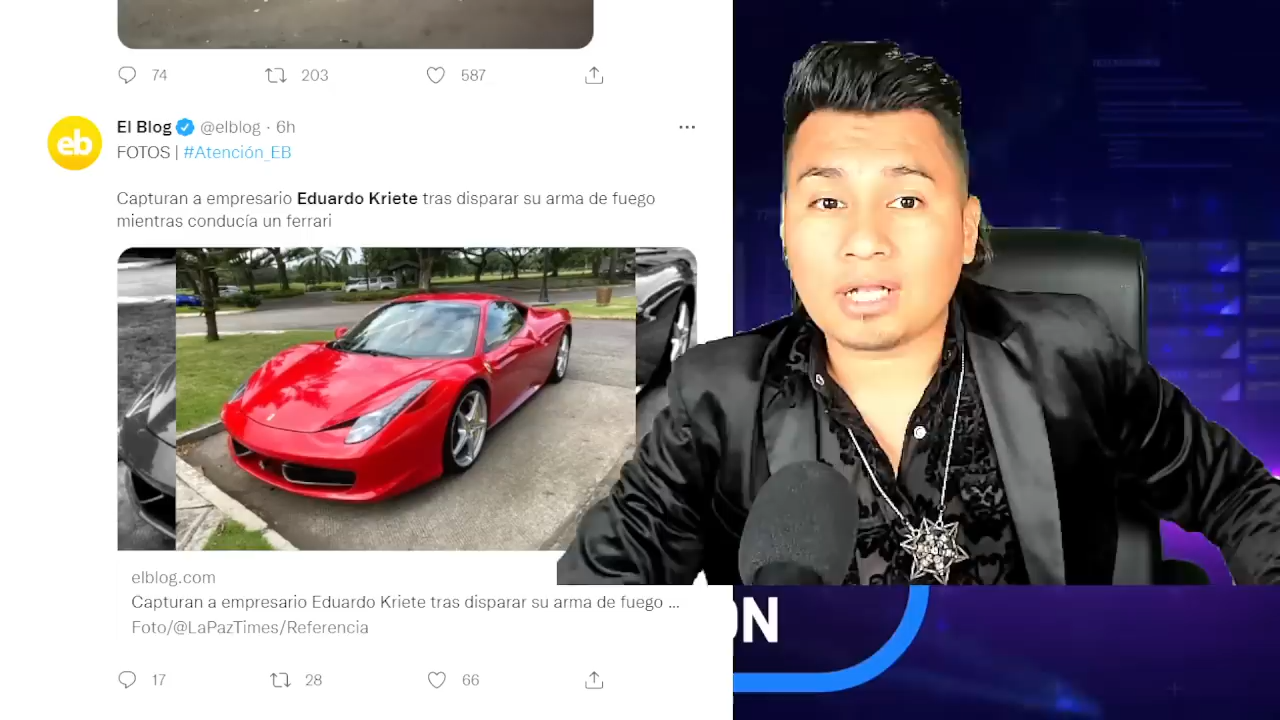 74 203 587
El Blog @elblog · 6h
FOTOS | #Atención_EB
Capturan a empresario Eduardo Kriete tras disparar su arma de fuego
mientras conducía un ferrari
eb
elblog.com
Capturan a empresario Eduardo Kriete tras disparar su arma de fuego ...
Foto/@LaPazTimes/Referencia
17 28 66
ON